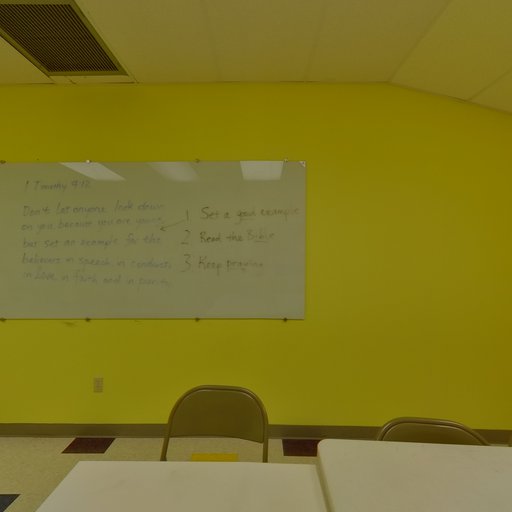 1 Timothy 4:12
Don't let anyone look down
on you because you are young
but set an example for the
believers in speech, in conduct,
in love, in faith and in purity
1 Set a good example
2 Read the Bible
3 Keep praying